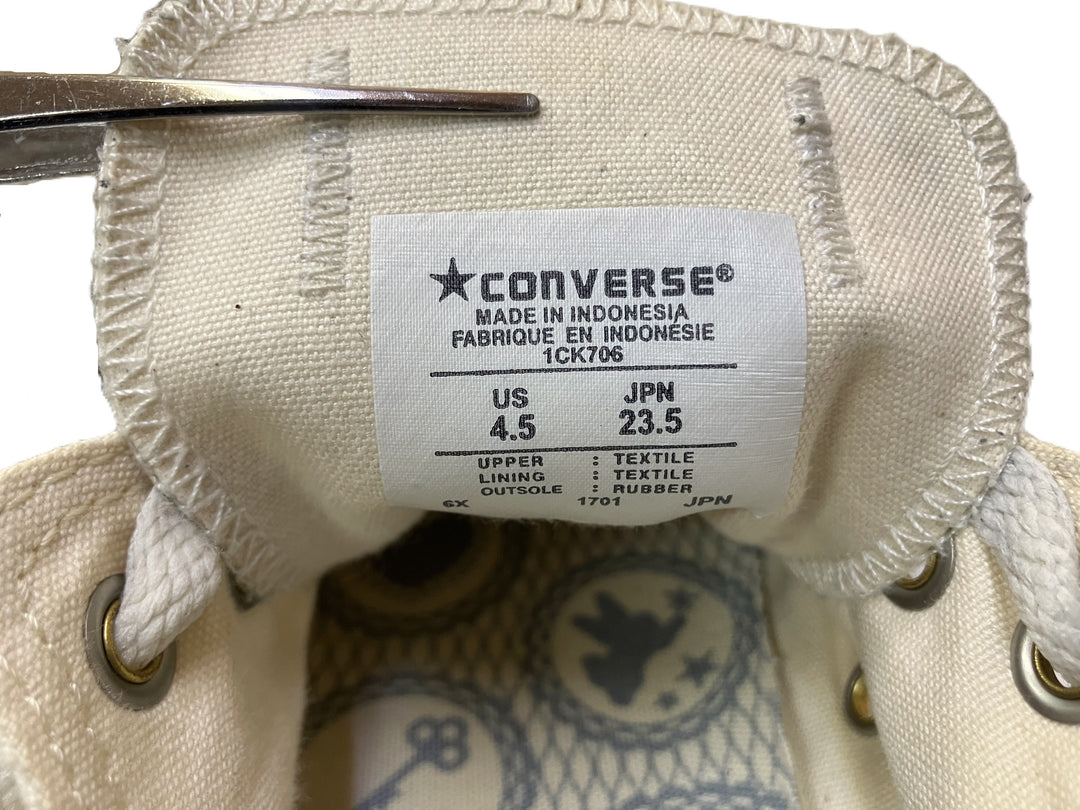 ★CONVERSE®
MADE IN INDONESIA
FABRIQUE EN INDONESIE
1CK706
US JPN
4.5 23.5
UPPER : TEXTILE
LINING : TEXTILE
OUTSOLE : RUBBER
6X 1701 JPN